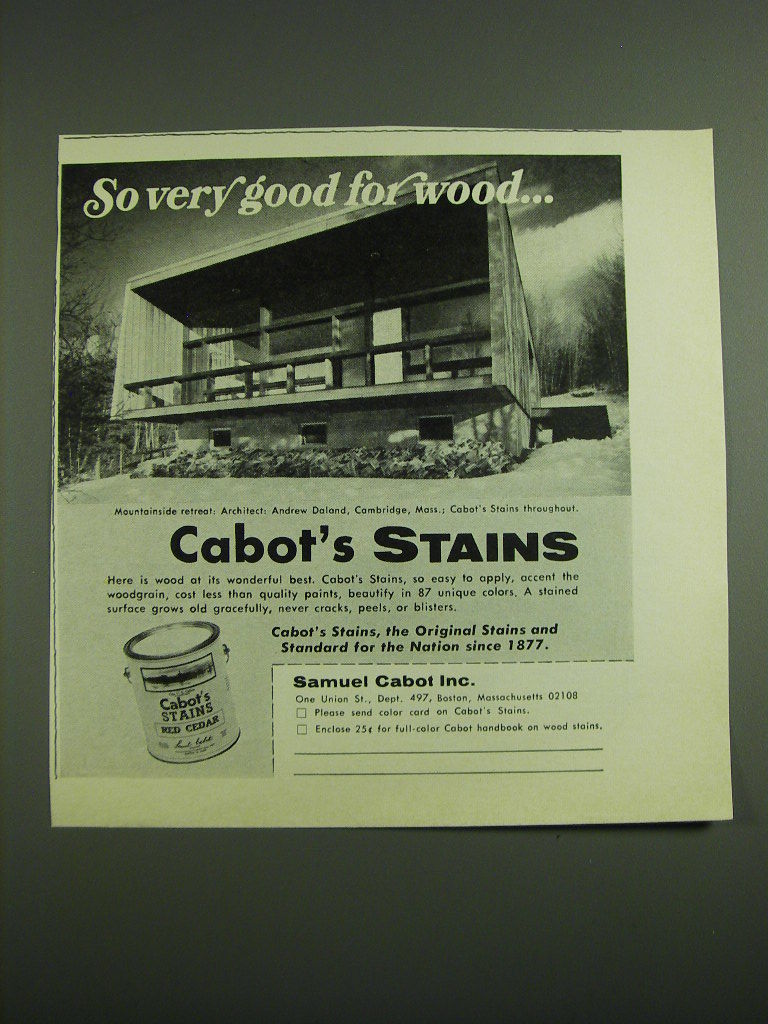 So very good for wood...
Mountainside retreat: Architect: Andrew Daland, Cambridge, Mass.; Cabot's Stains throughout.
Cabot's STAINS
Here is wood at its wonderful best. Cabot's Stains, so easy to apply, accent the
woodgrain, cost less than quality paints, beautify in 87 unique colors. A stained
surface grows old gracefully, never cracks, peels, or blisters.
Cabot's Stains, the Original Stains and
Standard for the Nation since 1877.
Cabot's
STAINS
RED CEDAR
Samuel Cabot Inc.
One Union St., Dept. 497, Boston, Massachusetts 02108
Please send color card on Cabot's Stains.
Enclose 25¢ for full-color Cabot handbook on wood stains.